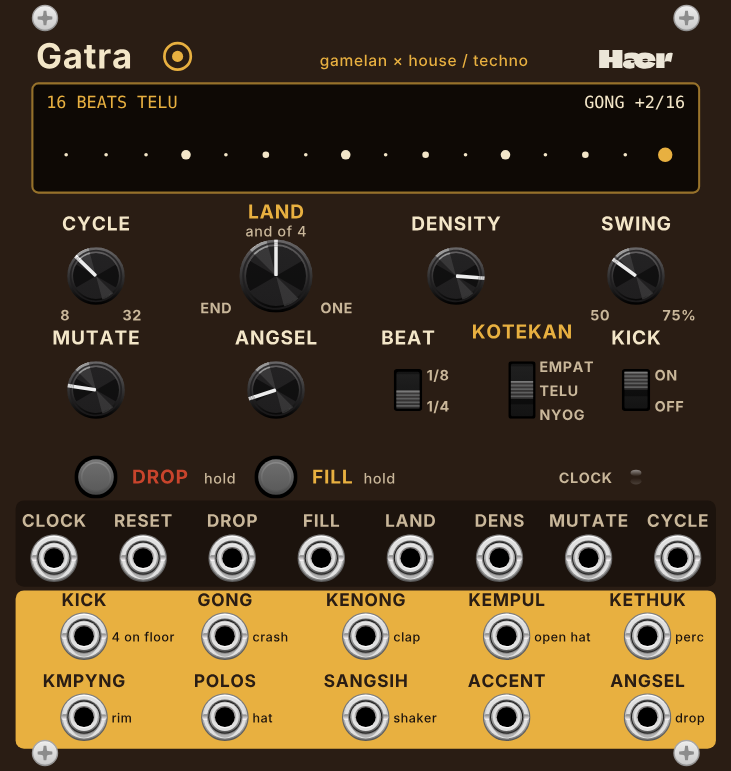 Gatra gamelan × house / techno Hær
16 BEATS TELU GONG +2/16
CYCLE LAND DENSITY SWING
and of 4
8 32 END ONE 50 75%
MUTATE ANGSEL BEAT KOTEKAN KICK
1/8 EMPAT ON
TELU
1/4 NYOG OFF
DROP hold FILL hold CLOCK
CLOCK RESET DROP FILL LAND DENS MUTATE CYCLE
KICK GONG KENONG KEMPUL KETHUK
4 on floor crash clap open hat perc
KMPYNG POLOS SANGSIH ACCENT ANGSEL
rim hat shaker drop